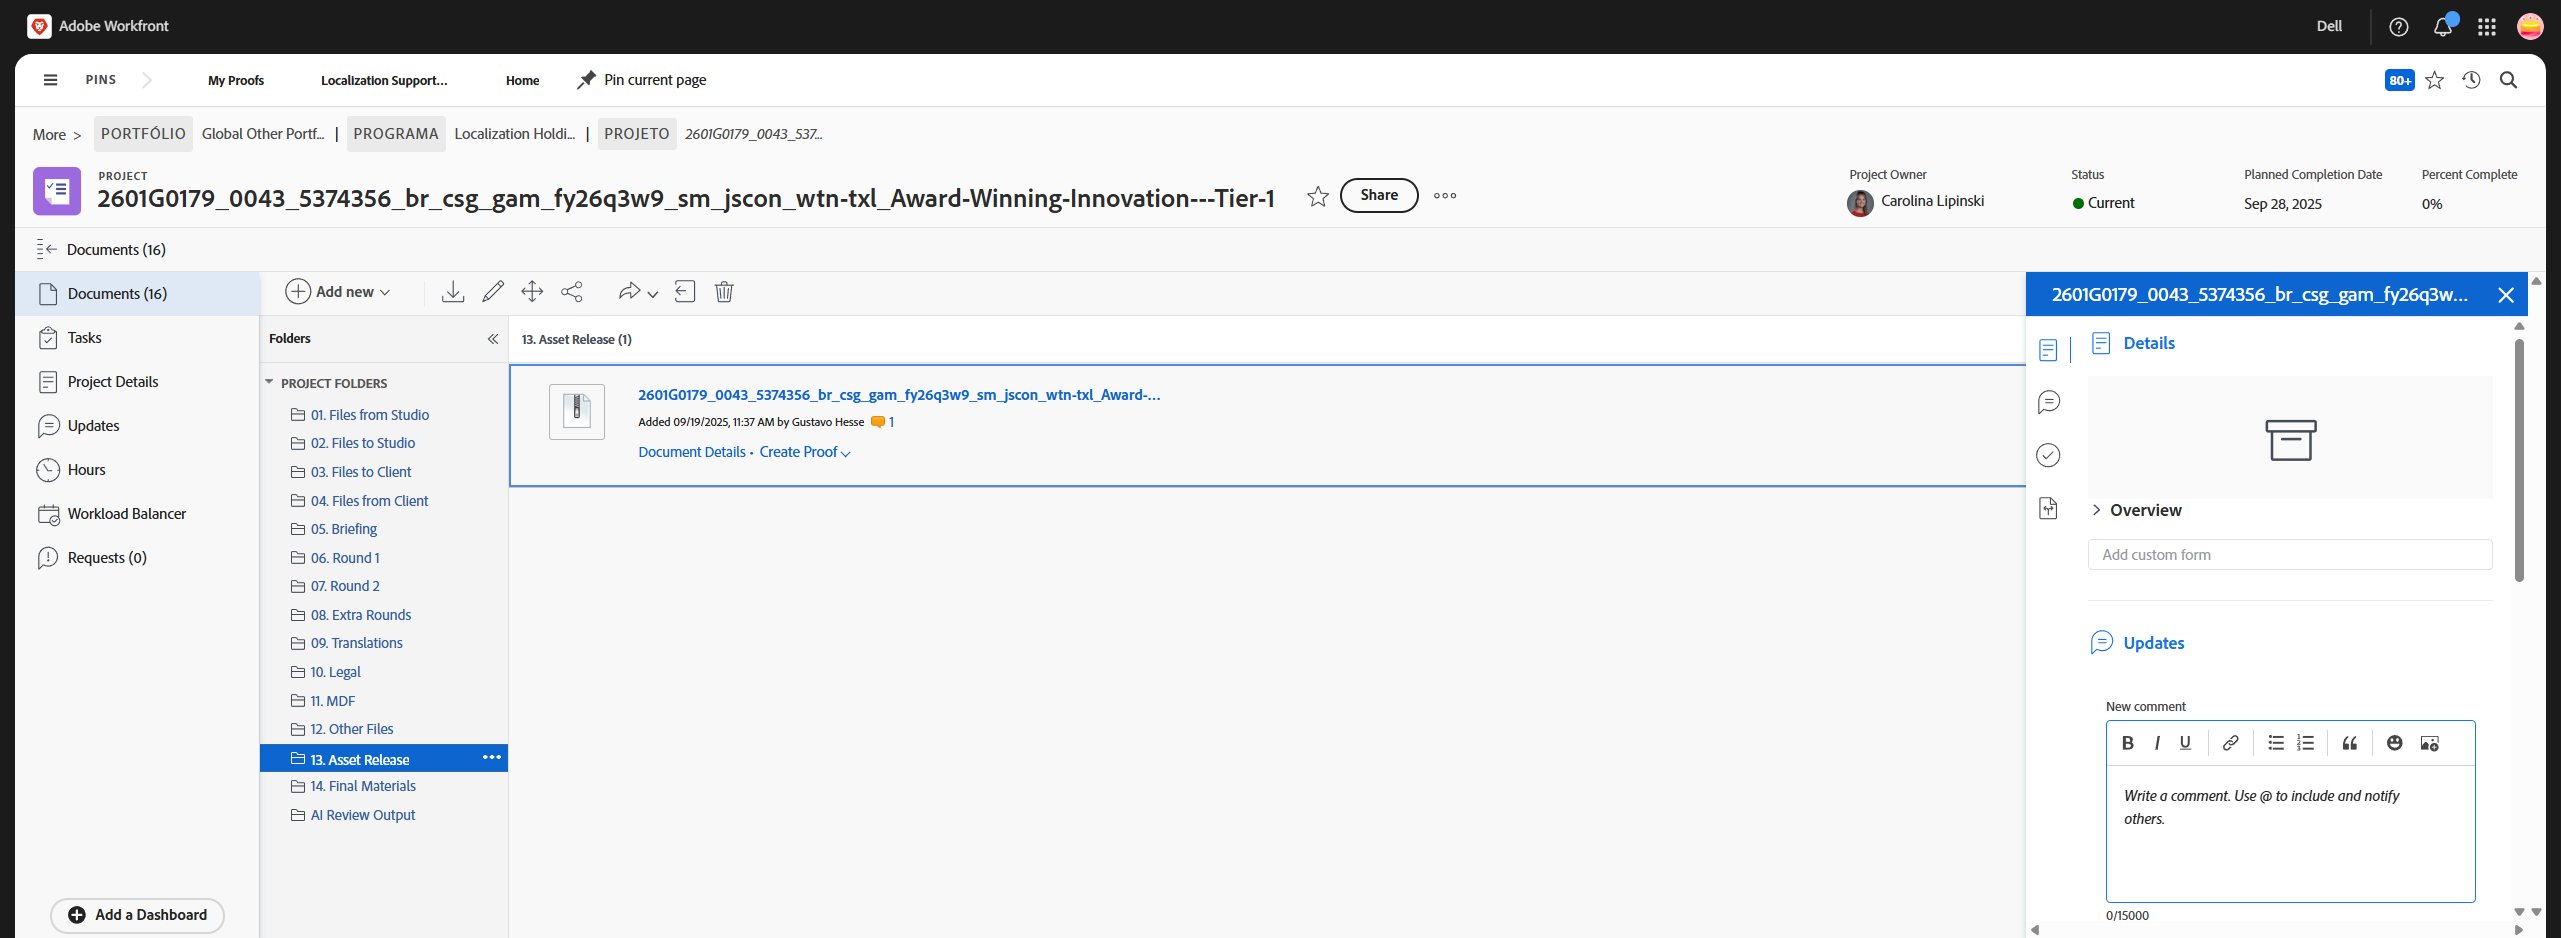 Adobe Workfront
Dell
PINS
My Proofs
Localization Support...
Home
Pin current page
80+
More >
PORTFÓLIO
Global Other Portf...
|
PROGRAMA
Localization Holdi...
|
PROJETO
2601G0179_0043_537...
PROJECT
2601G0179_0043_5374356_br_csg_gam_fy26q3w9_sm_jscon_wtn-txl_Award-Winning-Innovation---Tier-1
Share
Project Owner
Carolina Lipinski
Status
Current
Planned Completion Date
Sep 28, 2025
Percent Complete
0%
Documents (16)
Documents (16)
Tasks
Project Details
Updates
Hours
Workload Balancer
Requests (0)
Add a Dashboard
Add new
Folders
PROJECT FOLDERS
01. Files from Studio
02. Files to Studio
03. Files to Client
04. Files from Client
05. Briefing
06. Round 1
07. Round 2
08. Extra Rounds
09. Translations
10. Legal
11. MDF
12. Other Files
13. Asset Release
14. Final Materials
AI Review Output
13. Asset Release (1)
2601G0179_0043_5374356_br_csg_gam_fy26q3w9_sm_jscon_wtn-txl_Award-...
Added 09/19/2025, 11:37 AM by Gustavo Hesse 1
Document Details • Create Proof
2601G0179_0043_5374356_br_csg_gam_fy26q3w...
Details
Overview
Add custom form
Updates
New comment
B I U
Write a comment. Use @ to include and notify
others.
0/15000